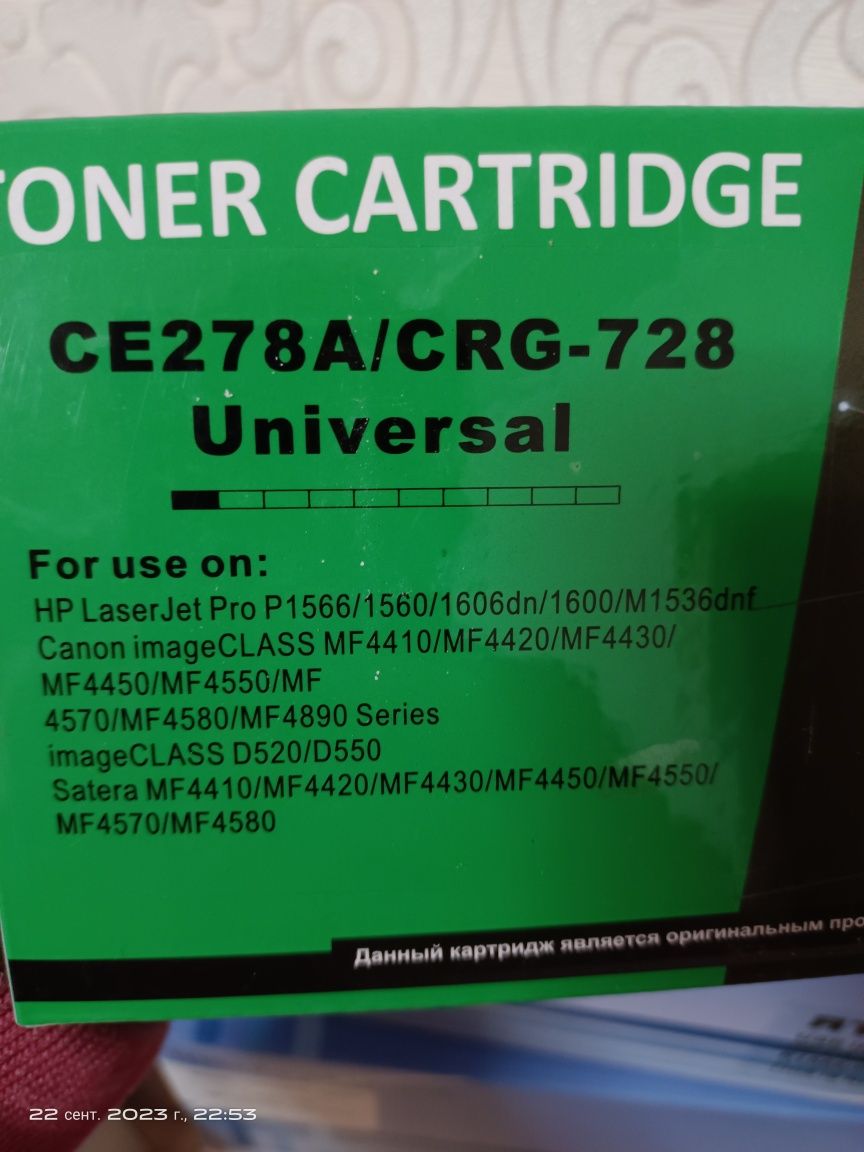 TONER CARTRIDGE
CE278A/CRG-728
Universal
For use on:
HP LaserJet Pro P1566/1560/1606dn/1600/M1536dnf
Canon imageCLASS MF4410/MF4420/MF4430/
MF4450/MF4550/MF
4570/MF4580/MF4890 Series
imageCLASS D520/D550
Satera MF4410/MF4420/MF4430/MF4450/MF4550/
MF4570/MF4580
Данный картридж является оригинальным про
22 сент. 2023 г., 22:53